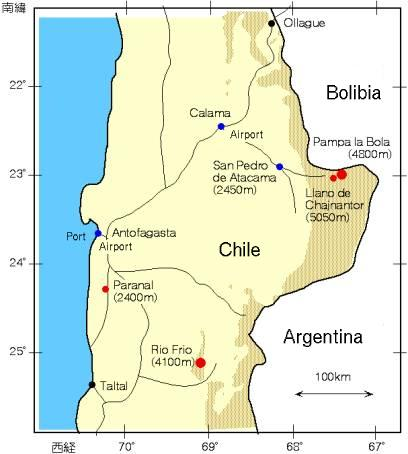 南緯
Ollague
22°
Bolibia
Calama
Airport
Pampa la Bola
(4800m)
San Pedro
de Atacama
(2450m)
23°
Llano de
Chajnantor
(5050m)
Port
Antofagasta
Airport
Chile
24°
Paranal
(2400m)
Argentina
Rio Frio
(4100m)
25°
100km
Taltal
西経
70°
69°
68°
67°